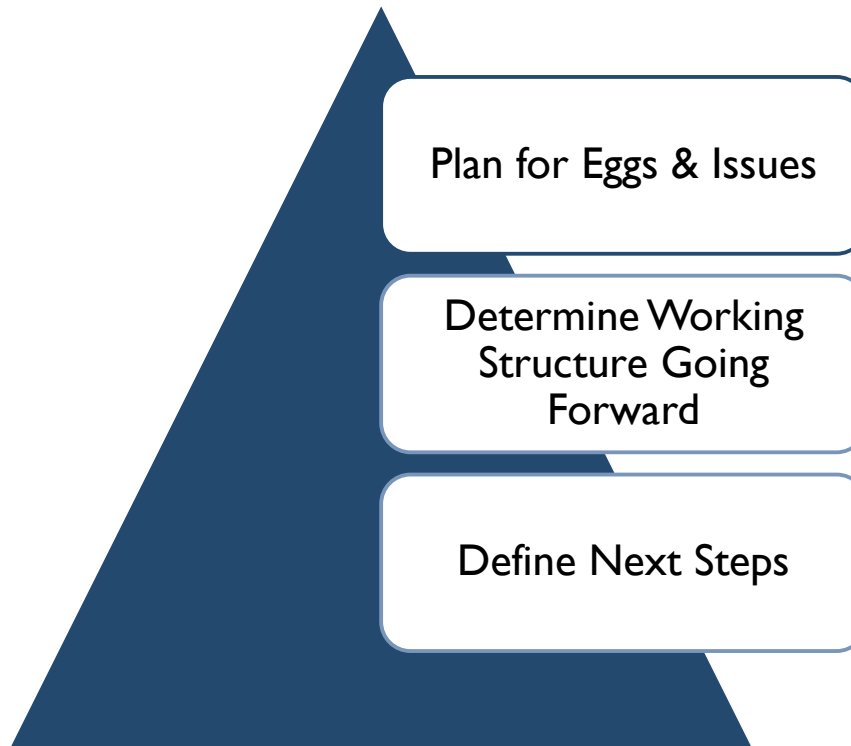 Plan for Eggs & Issues
Determine Working
Structure Going
Forward
Define Next Steps